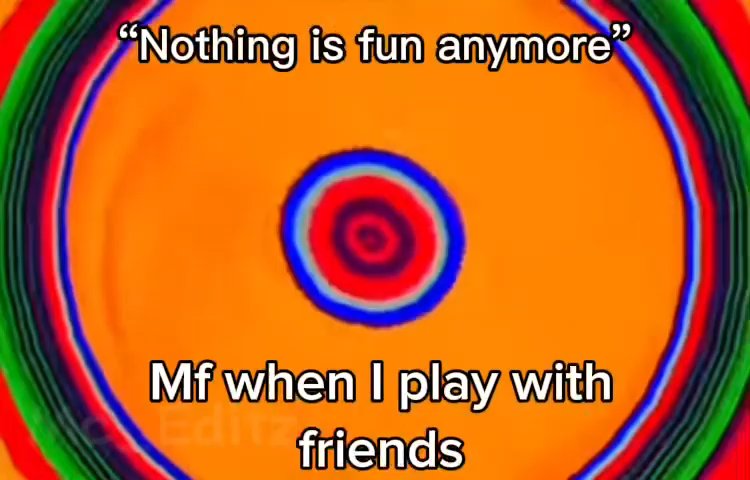 “Nothing is fun anymore”
Mf when I play with
friends